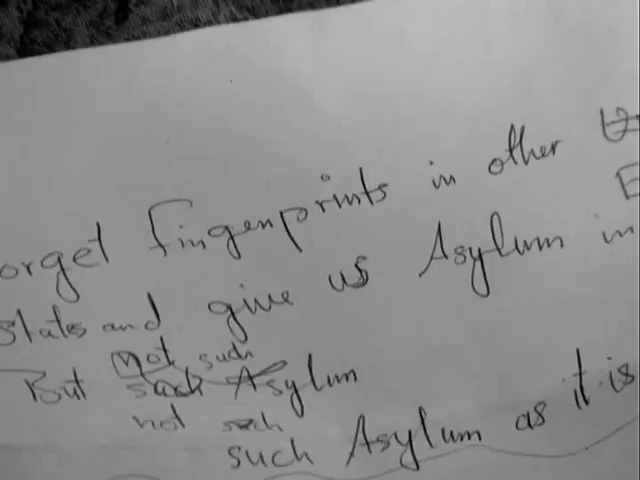 orget Fingerprints in other
E
States and give us Asylum in
not such
But such Asylum
not such
such Asylum as it is